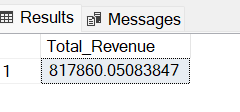 Results Messages
Total_Revenue
1 817860.05083847